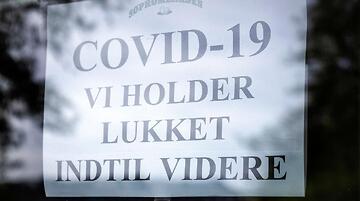 COVID-19
VI HOLDER
LUKKET
INDTIL VIDERE